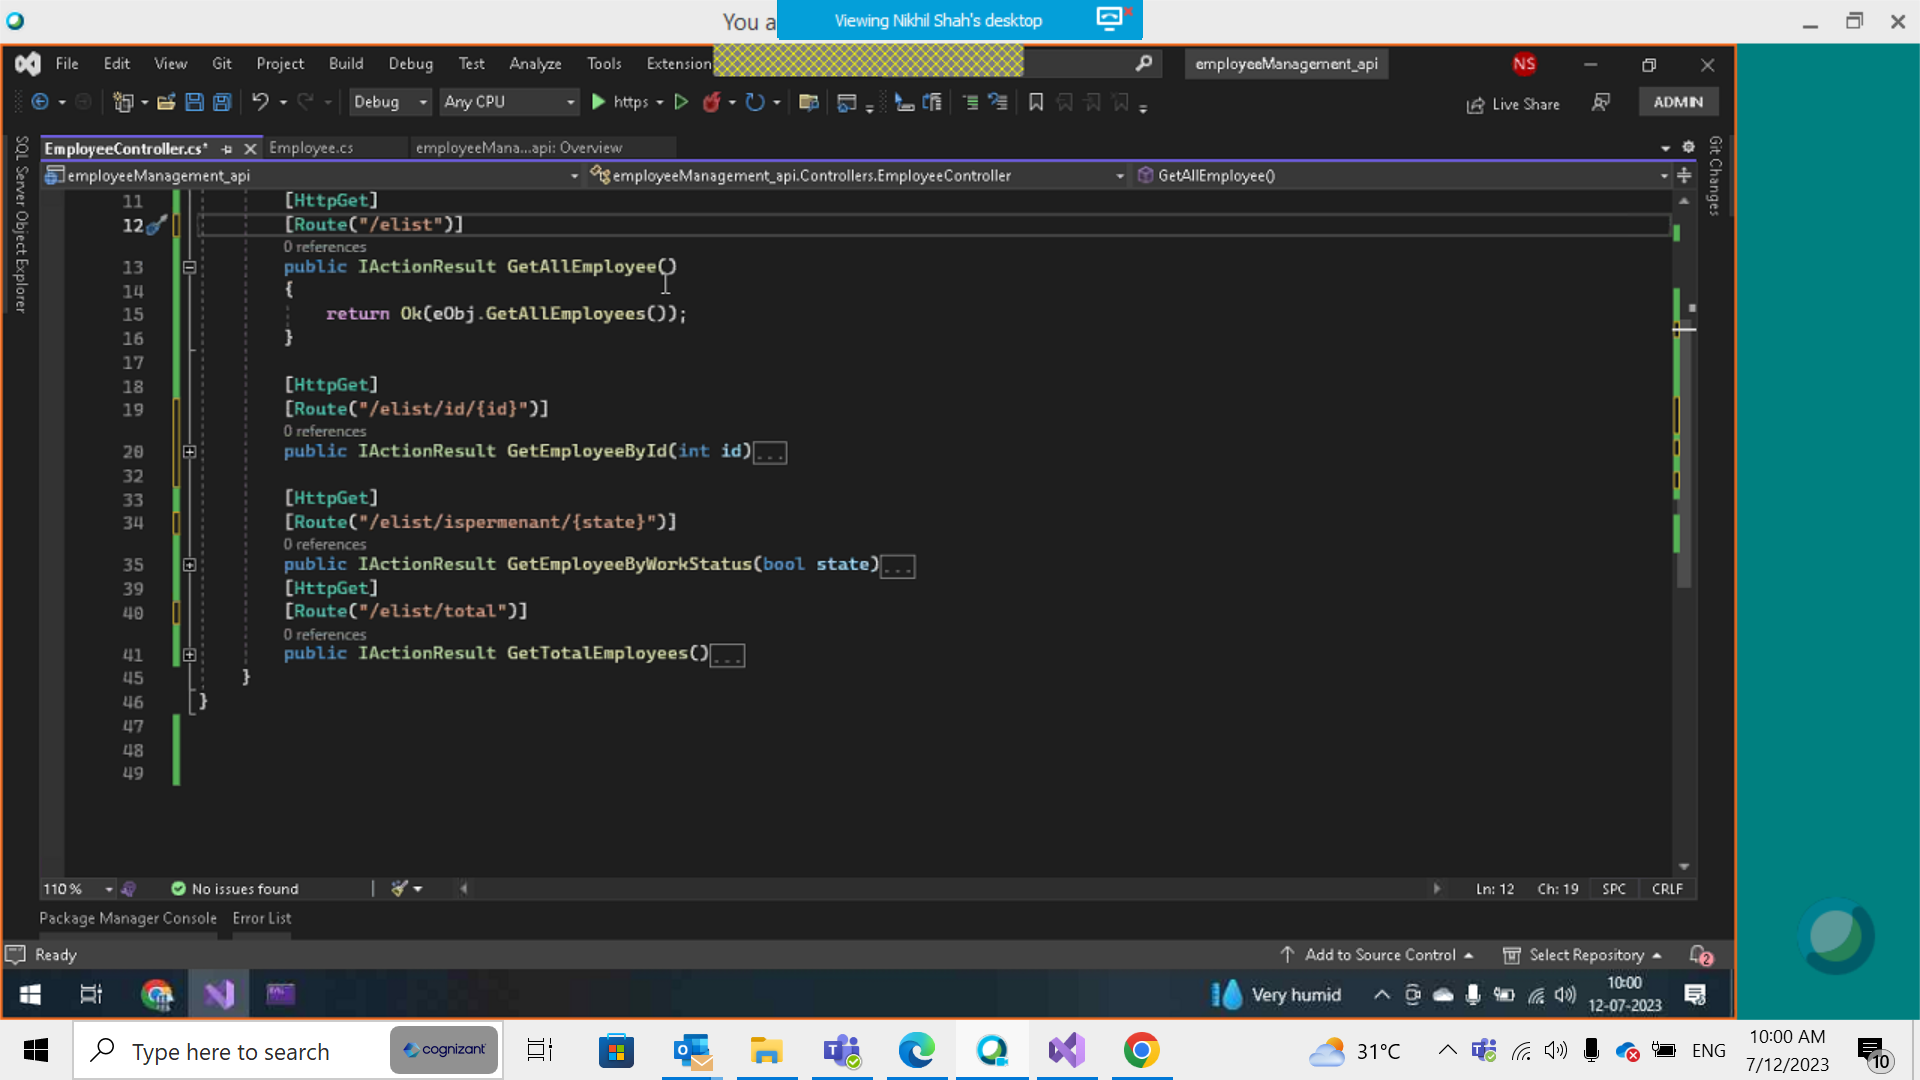 You a
Viewing Nikhil Shah's desktop
File Edit View Git Project Build Debug Test Analyze Tools Extension
employeeManagement_api
NS
Debug Any CPU https Live Share ADMIN
SQL Server Object Explorer
EmployeeController.cs* Employee.cs employeeMana...api: Overview
Git Changes
employeeManagement_api employeeManagement_api.Controllers.EmployeeController GetAllEmployee()
11 [HttpGet]
12 [Route("/elist")]
0 references
13 public IActionResult GetAllEmployee()
14 {
15 return Ok(eObj.GetAllEmployees());
16 }
17
18 [HttpGet]
19 [Route("/elist/id/{id}")]
0 references
20 public IActionResult GetEmployeeById(int id)...
32
33 [HttpGet]
34 [Route("/elist/ispermenant/{state}")]
0 references
35 public IActionResult GetEmployeeByWorkStatus(bool state)...
39 [HttpGet]
40 [Route("/elist/total")]
0 references
41 public IActionResult GetTotalEmployees()...
45 }
46 }
47
48
49
110 % No issues found Ln: 12 Ch: 19 SPC CRLF
Package Manager Console Error List
Ready Add to Source Control Select Repository 2
Very humid 10:00
12-07-2023
Type here to search cognizant 31°C ENG 10:00 AM
7/12/2023 10